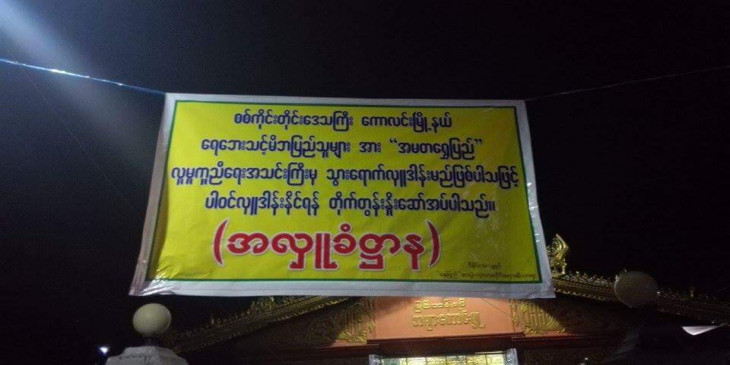 စစ်ကိုင်းတိုင်းဒေသကြီး ကောလင်းမြို့နယ်
ရေဘေးသင့်မိဘပြည်သူများ အား “အမတရွှေပြည်”
လူမှုကူညီရေးအသင်းကြီးမှ သွားရောက်လှူဒါန်းမည်ဖြစ်ပါသဖြင့်
ပါဝင်လှူဒါန်းနိုင်ရန် တိုက်တွန်းနှိုးဆော်အပ်ပါသည်။
(အလှူခံဌာန)